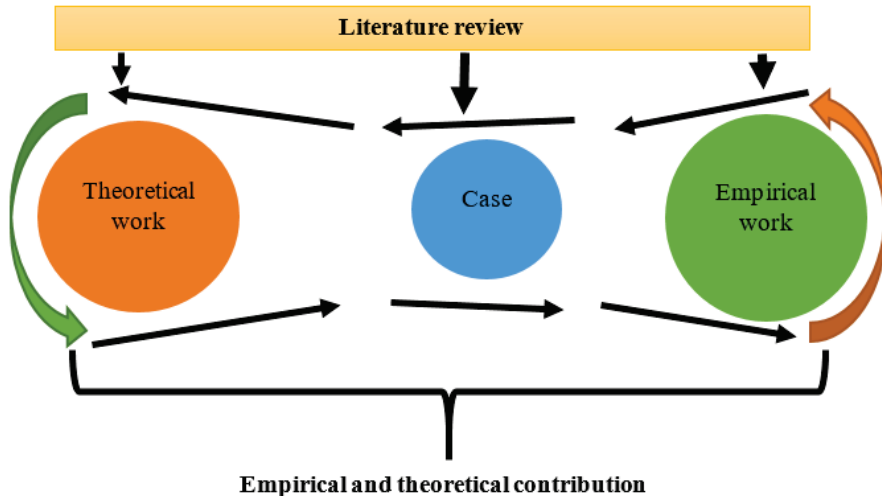 Literature review
Theoretical
work
Case
Empirical
work
Empirical and theoretical contribution